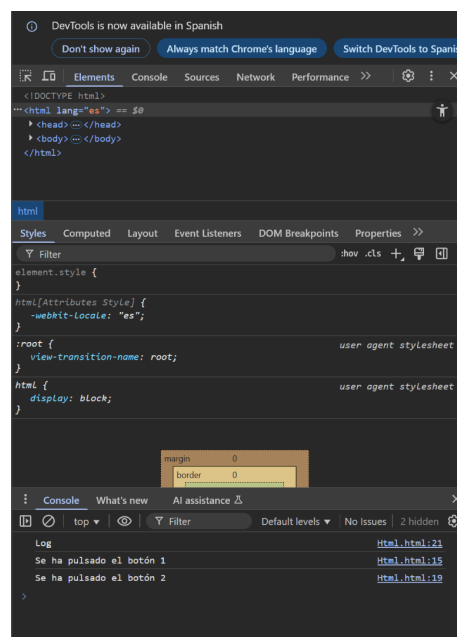 DevTools is now available in Spanish
Don't show again Always match Chrome's language Switch DevTools to Spani
Elements Console Sources Network Performance
<!DOCTYPE html>
<html lang="es"> == $0
<head> </head>
<body> </body>
</html>
html
Styles Computed Layout Event Listeners DOM Breakpoints Properties
Filter :hov .cls
element.style {
}
html[Attributes Style] {
-webkit-locale: "es";
}
:root { user agent stylesheet
view-transition-name: root;
}
html { user agent stylesheet
display: block;
}
margin 0
border 0
Console What's new AI assistance
top Filter Default levels No Issues 2 hidden
Log Html.html:21
Se ha pulsado el botón 1 Html.html:15
Se ha pulsado el botón 2 Html.html:19